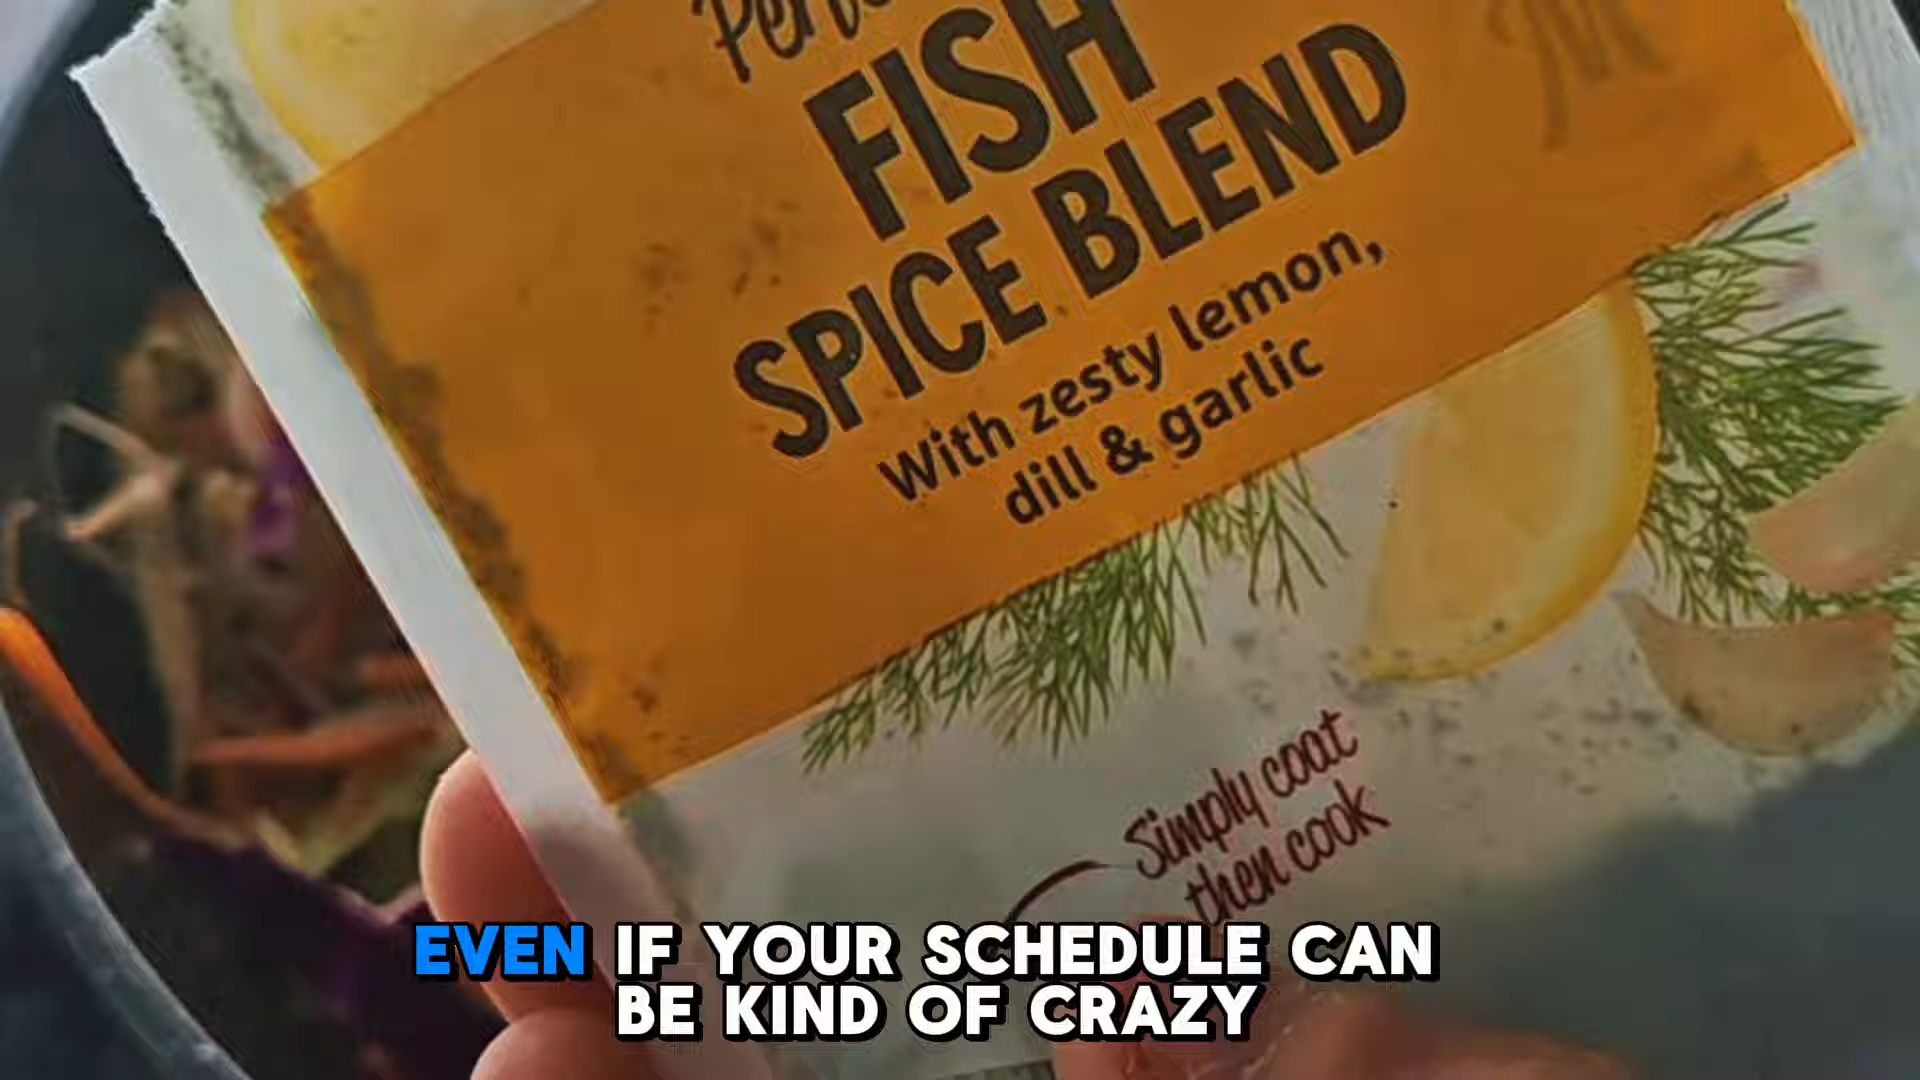 FISH
SPICE BLEND
With zesty lemon,
dill & garlic
Simply coat
then cook
EVEN IF YOUR SCHEDULE CAN
BE KIND OF CRAZY